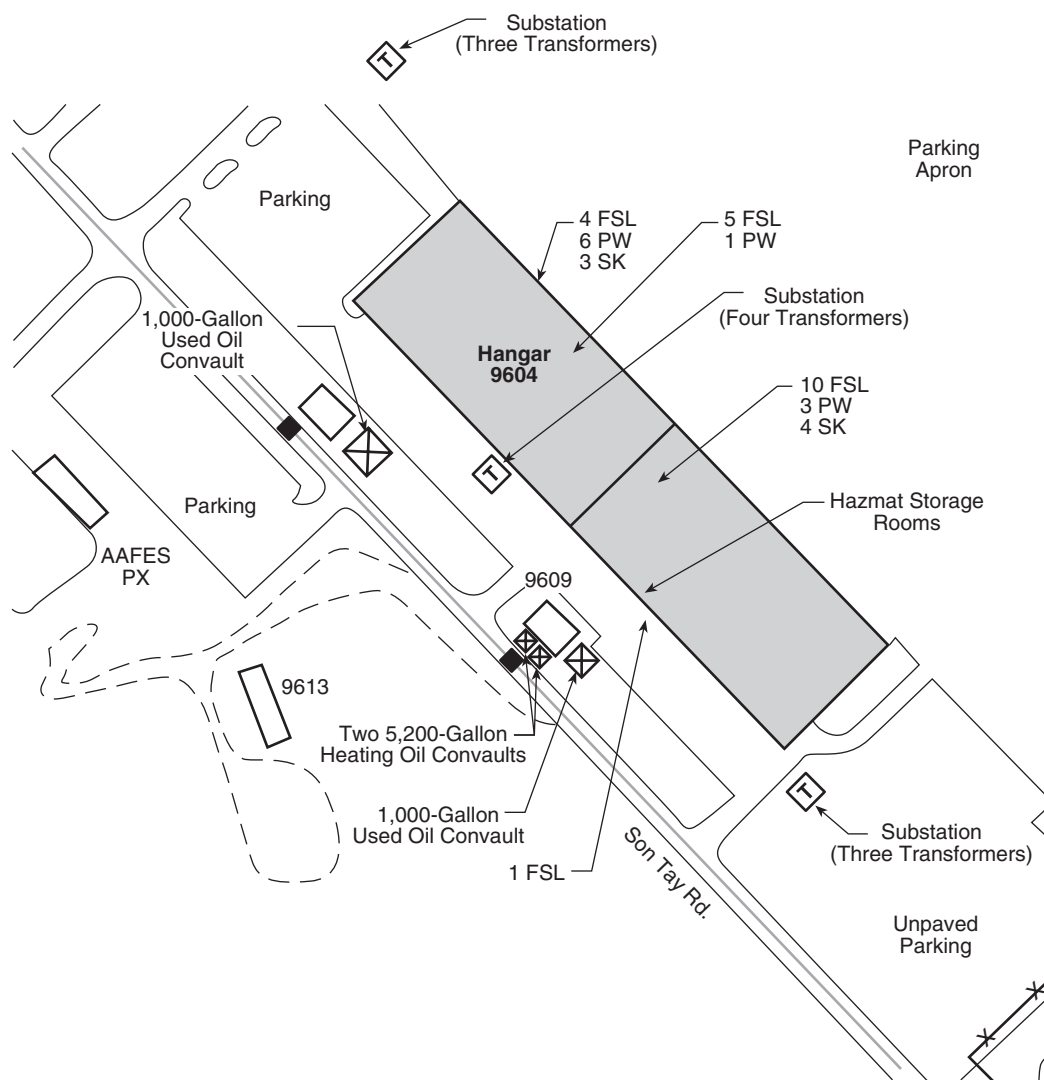 Substation
(Three Transformers)
T
Parking
Apron
Parking
4 FSL
6 PW
3 SK
5 FSL
1 PW
Substation
(Four Transformers)
1,000-Gallon
Used Oil
Convault
Hangar
9604
10 FSL
3 PW
4 SK
T
Hazmat Storage
Rooms
Parking
AAFES
PX
9609
9613
Two 5,200-Gallon
Heating Oil Convaults
T
1,000-Gallon
Used Oil Convault
Substation
(Three Transformers)
1 FSL
Son Tay Rd.
Unpaved
Parking